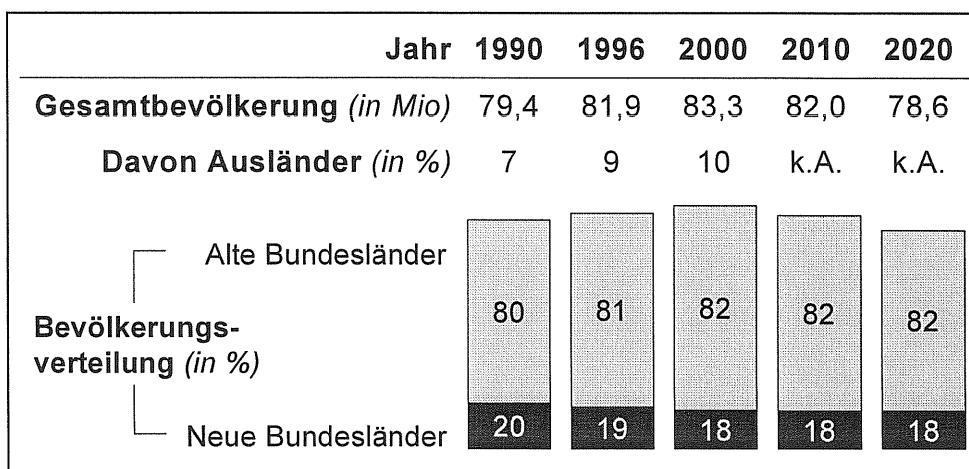 Jahr 1990 1996 2000 2010 2020
Gesamtbevölkerung (in Mio) 79,4 81,9 83,3 82,0 78,6
Davon Ausländer (in %) 7 9 10 k.A. k.A.
Alte Bundesländer
80 81 82 82 82
Bevölkerungs-
verteilung (in %)
Neue Bundesländer 20 19 18 18 18